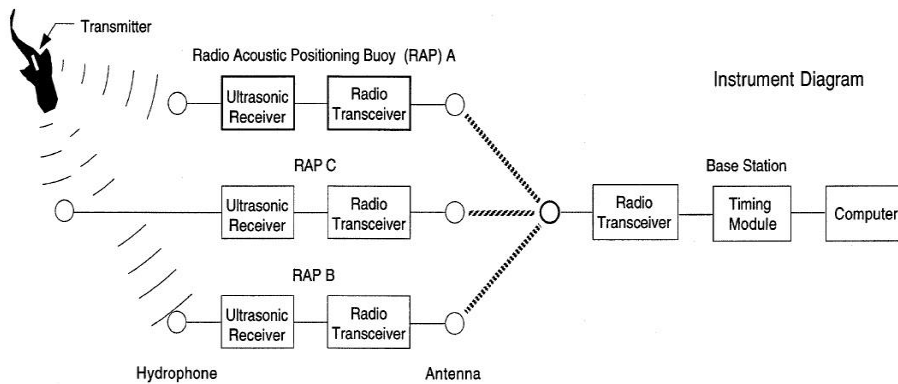 Transmitter
Radio Acoustic Positioning Buoy (RAP) A
Instrument Diagram
Ultrasonic
Receiver
Radio
Transceiver
RAP C
Base Station
Ultrasonic
Receiver
Radio
Transceiver
Radio
Transceiver
Timing
Module
Computer
RAP B
Ultrasonic
Receiver
Radio
Transceiver
Hydrophone
Antenna